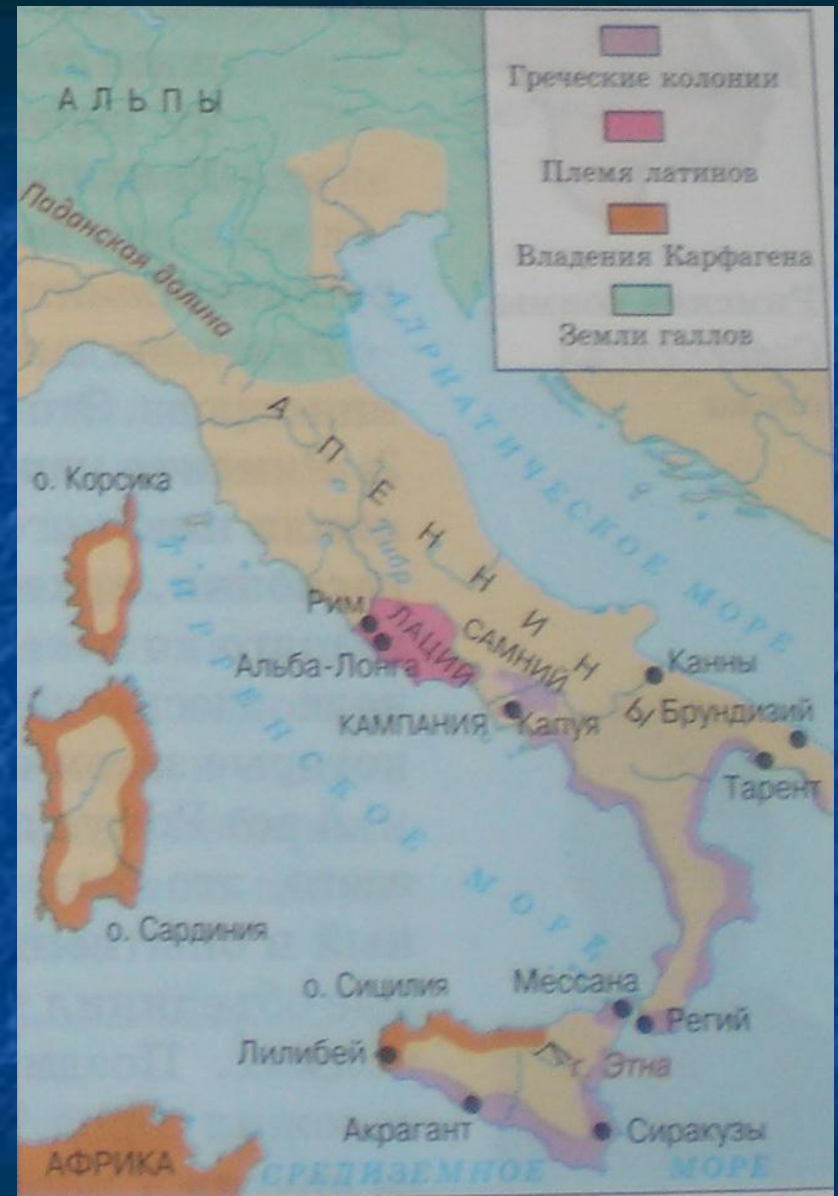 Греческие колонии
Племя латинов
Владения Карфагена
Земли галлов
АЛЬПЫ
Паданская долина
АДРИАТИЧЕСКОЕ МОРЕ
АПЕННИН
о. Корсика
Тибр
Рим
ЛАЦИЙ
САМНИЙ
Альба-Лонга
Канны
КАМПАНИЯ
Капуя
б/ Брундизий
Тарент
ТИРРЕНСКОЕ МОРЕ
о. Сардиния
о. Сицилия
Мессана
Регий
Лилибей
г. Этна
Акрагант
Сиракузы
АФРИКА
СРЕДИЗЕМНОЕ МОРЕ